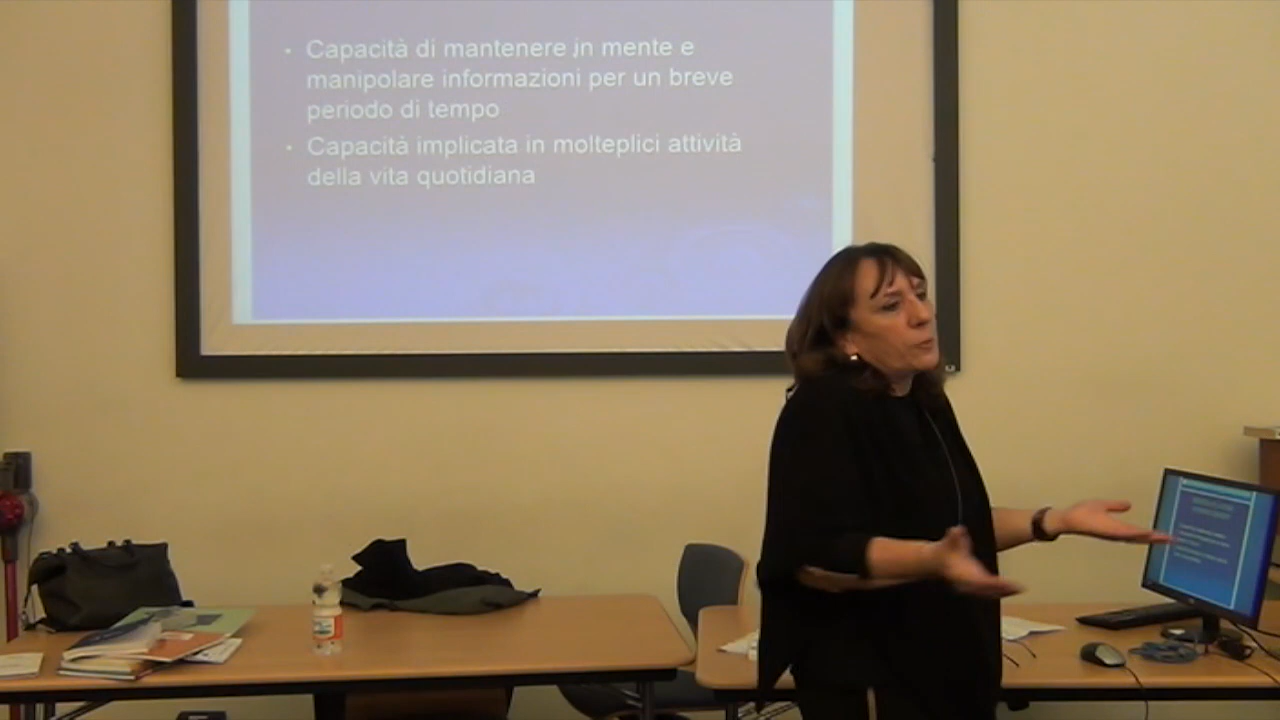 Capacità di mantenere in mente e
manipolare informazioni per un breve
periodo di tempo
Capacità implicata in molteplici attività
della vita quotidiana